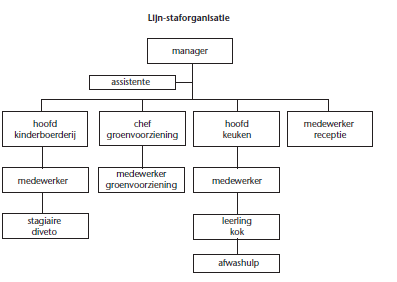 Lijn-staforganisatie
manager
assistente
hoofd
kinderboerderij
chef
groenvoorziening
hoofd
keuken
medewerker
receptie
medewerker
medewerker
groenvoorziening
medewerker
stagiaire
diveto
leerling
kok
afwashulp